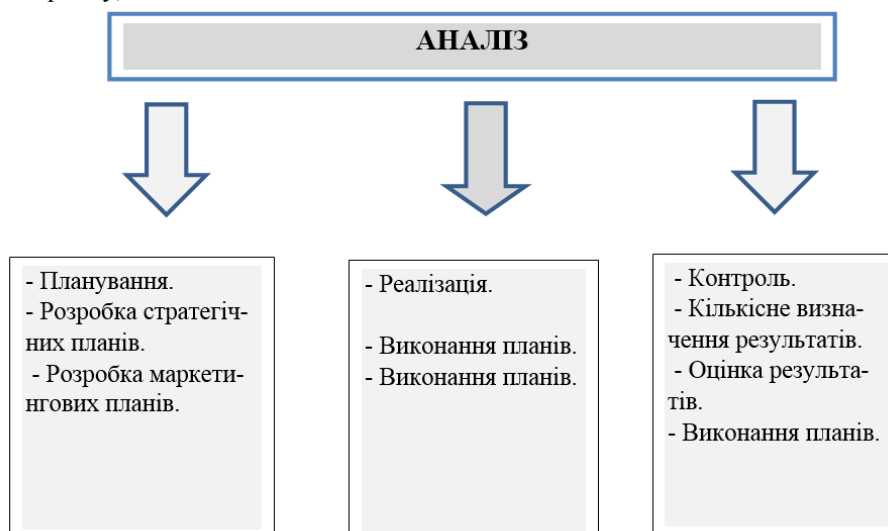 АНАЛІЗ
- Планування.
- Розробка стратегіч-
них планів.
- Розробка маркети-
нгових планів.
- Реалізація.
- Виконання планів.
- Виконання планів.
- Контроль.
- Кількісне визна-
чення результатів.
- Оцінка результа-
тів.
- Виконання планів.